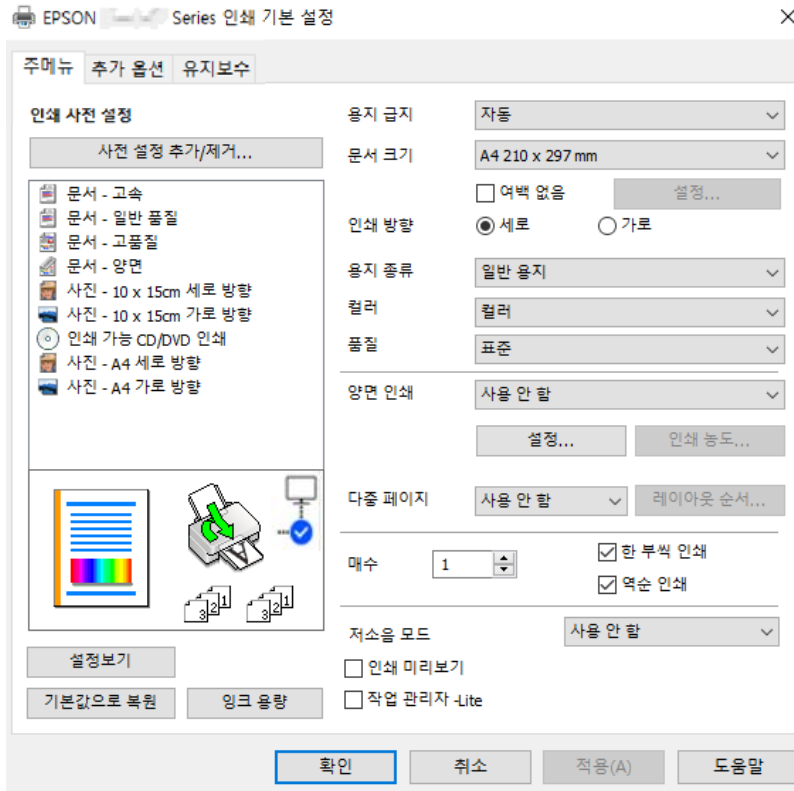 EPSON Series 인쇄 기본 설정
주메뉴 추가 옵션 유지보수
인쇄 사전 설정
사전 설정 추가/제거...
문서 - 고속
문서 - 일반 품질
문서 - 고품질
문서 - 양면
사진 - 10 x 15cm 세로 방향
사진 - 10 x 15cm 가로 방향
인쇄 가능 CD/DVD 인쇄
사진 - A4 세로 방향
사진 - A4 가로 방향
3 2 1 3 2 1
설정보기
기본값으로 복원 잉크 용량
용지 급지 자동
문서 크기 A4 210 x 297 mm
여백 없음 설정...
인쇄 방향 세로 가로
용지 종류 일반 용지
컬러 컬러
품질 표준
양면 인쇄 사용 안 함
설정... 인쇄 농도...
다중 페이지 사용 안 함 레이아웃 순서...
매수 1 한 부씩 인쇄
역순 인쇄
저소음 모드 사용 안 함
인쇄 미리보기
작업 관리자 -Lite
확인 취소 적용(A) 도움말